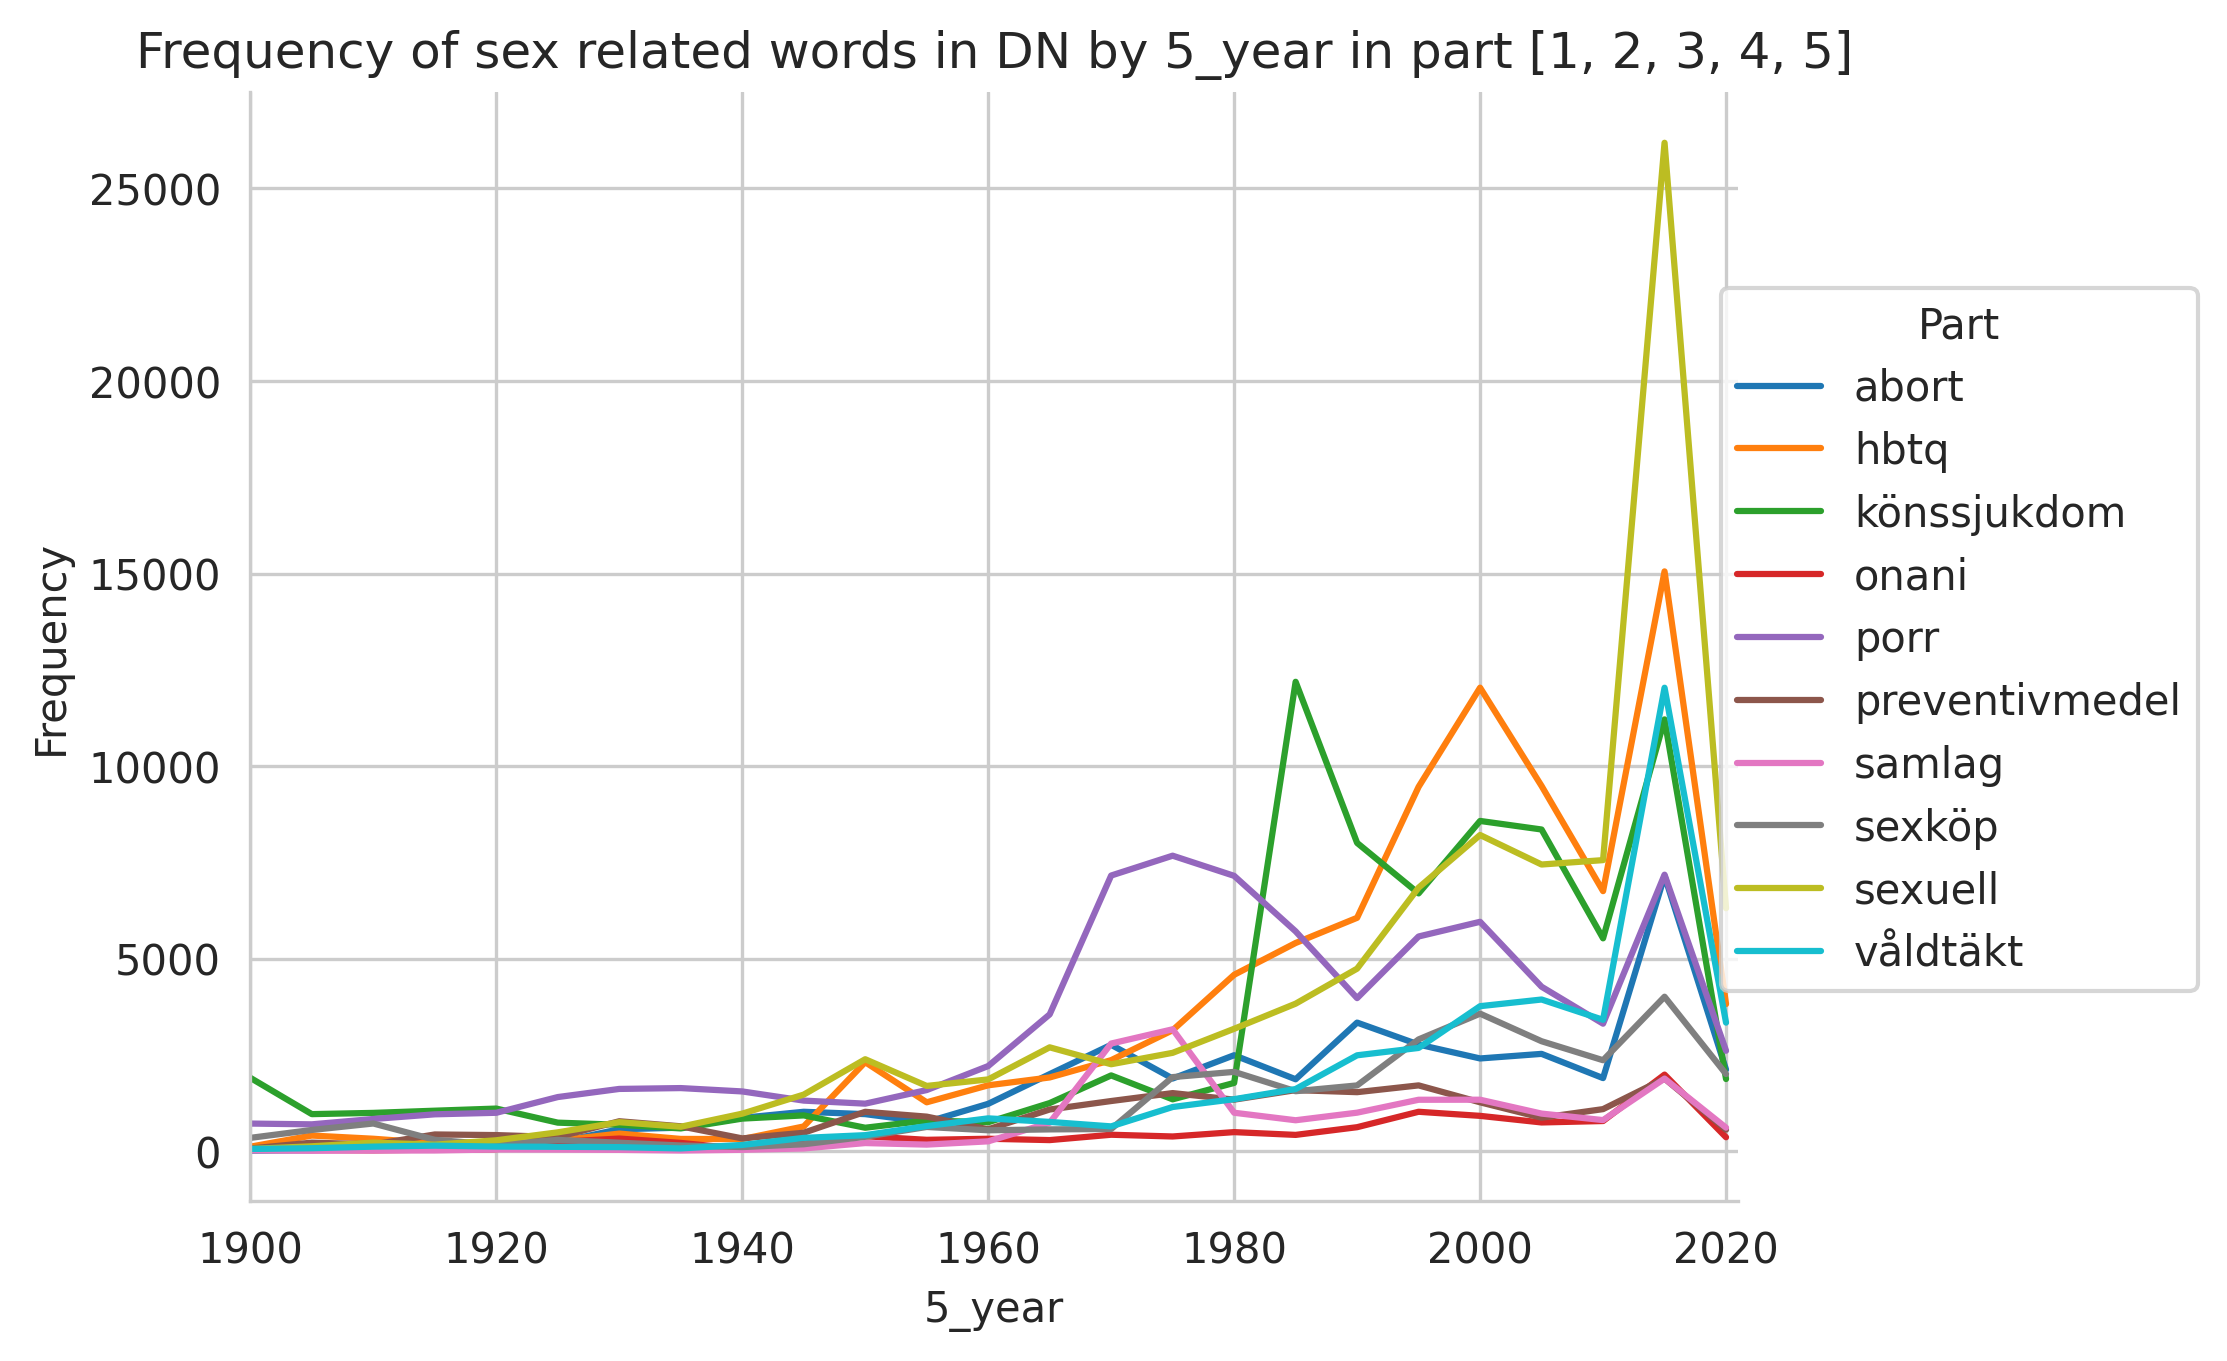 Frequency of sex related words in DN by 5_year in part [1, 2, 3, 4, 5]
Frequency
25000
20000
15000
10000
5000
0
1900 1920 1940 1960 1980 2000 2020
5_year
Part
abort
hbtq
könssjukdom
onani
porr
preventivmedel
samlag
sexköp
sexuell
våldtäkt